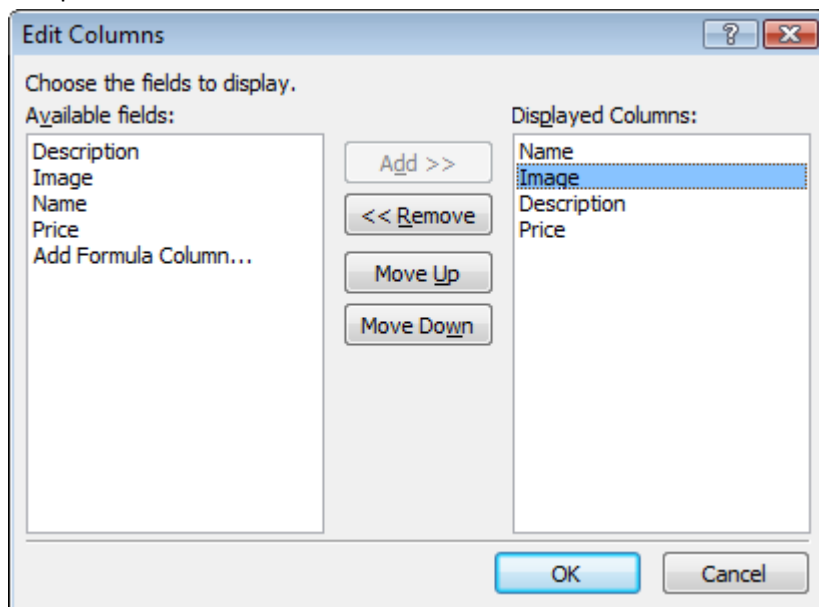 Edit Columns
Choose the fields to display.
Available fields:
Description
Image
Name
Price
Add Formula Column...
Add >>
<< Remove
Move Up
Move Down
Displayed Columns:
Name
Image
Description
Price
OK
Cancel